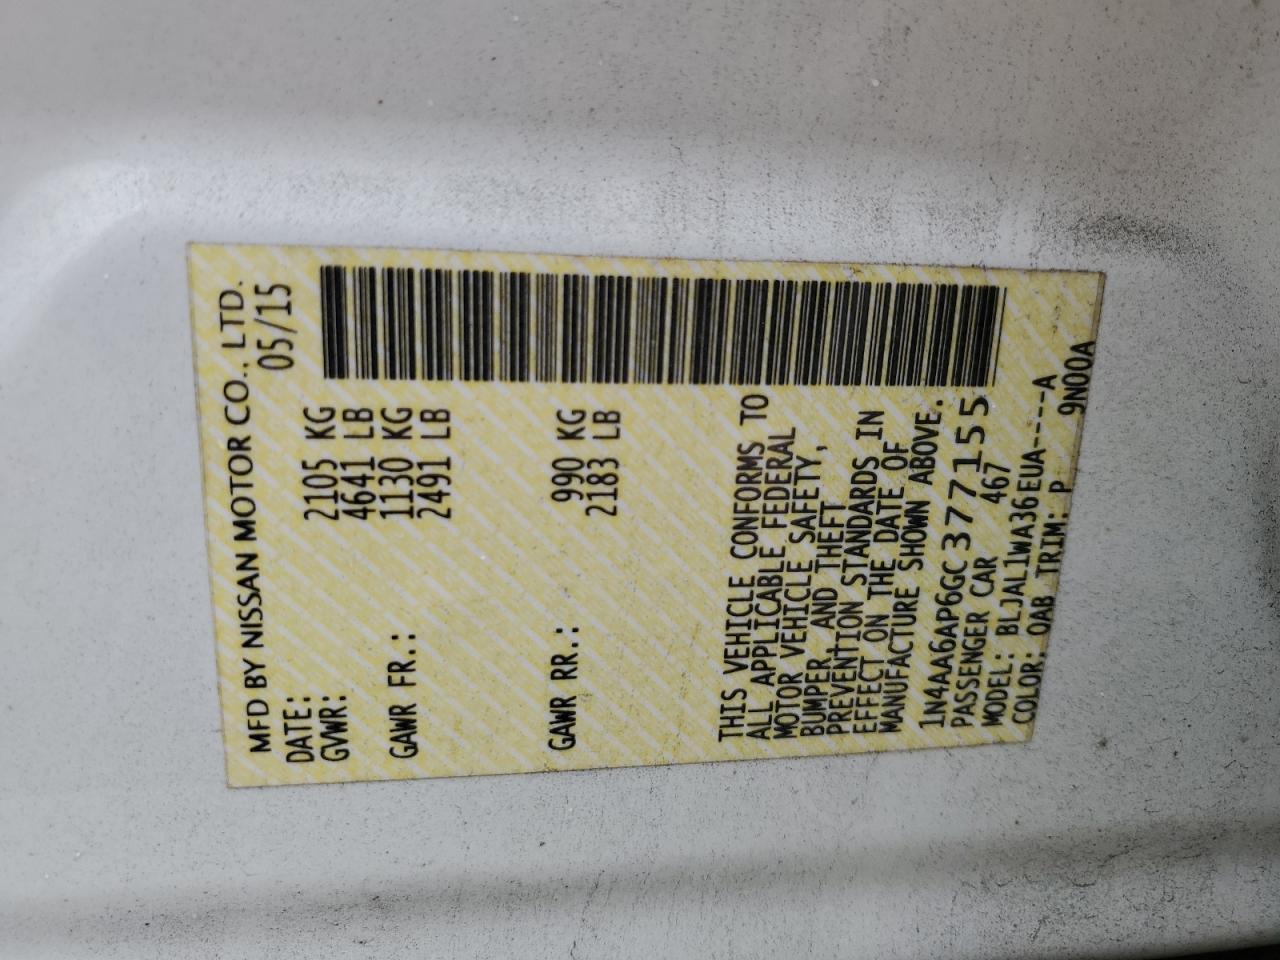 MFD BY NISSAN MOTOR CO., LTD.
DATE: 05/15
GVWR: 2105 KG
4641 LB
GAWR FR.: 1130 KG
2491 LB
GAWR RR.: 990 KG
2183 LB
THIS VEHICLE CONFORMS TO
ALL APPLICABLE FEDERAL
MOTOR VEHICLE SAFETY,
BUMPER AND THEFT
PREVENTION STANDARDS IN
EFFECT ON THE DATE OF
MANUFACTURE SHOWN ABOVE.
1N4AA6AP6GC377155
PASSENGER CAR 467
MODEL: BLJAL1WA36EUA-----A
COLOR: QAB TRIM: P 9N00A